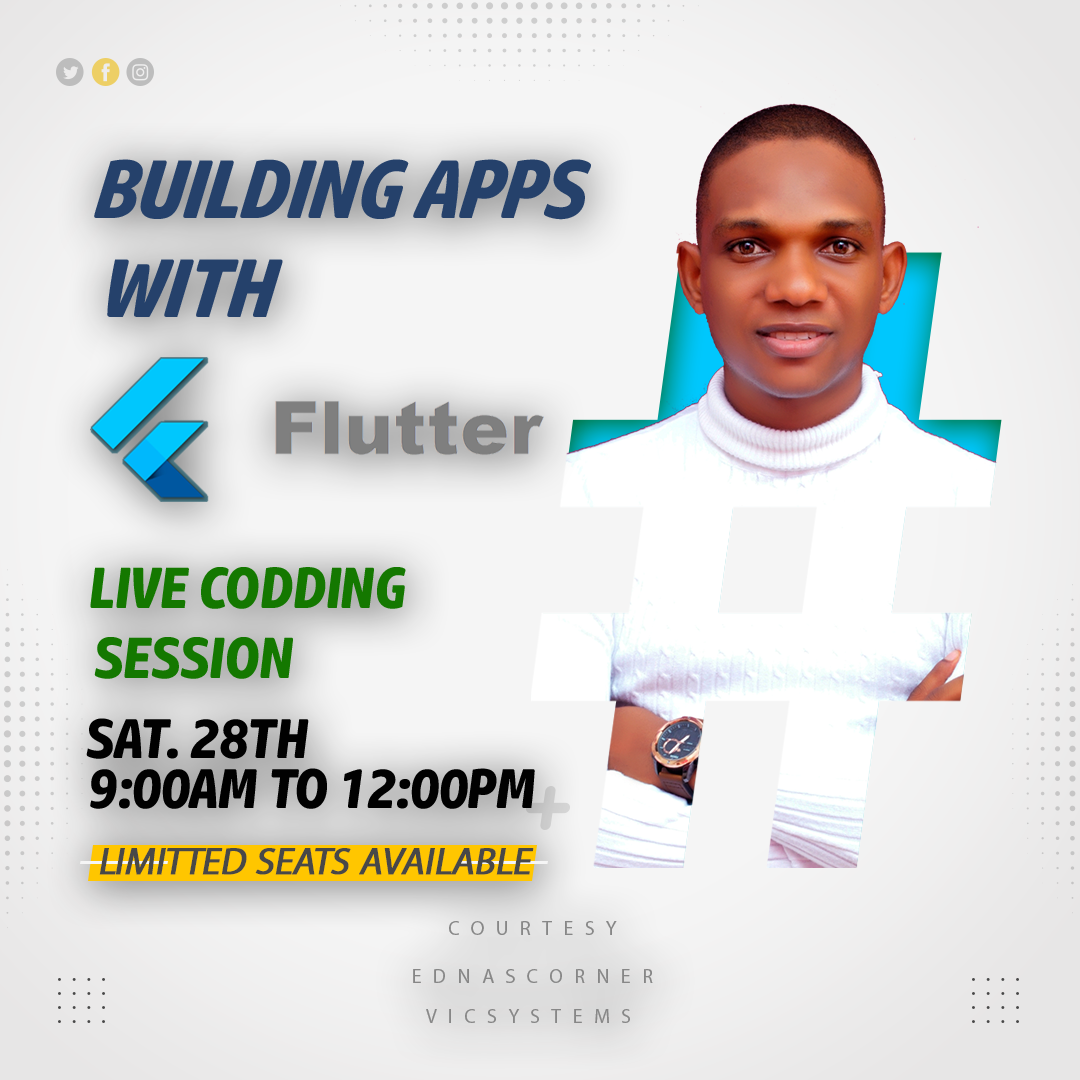 BUILDING APPS
WITH
Flutter
LIVE CODDING
SESSION
SAT. 28TH
9:00AM TO 12:00PM
LIMITTED SEATS AVAILABLE
COURTESY
EDNASCORNER
VICSYSTEMS